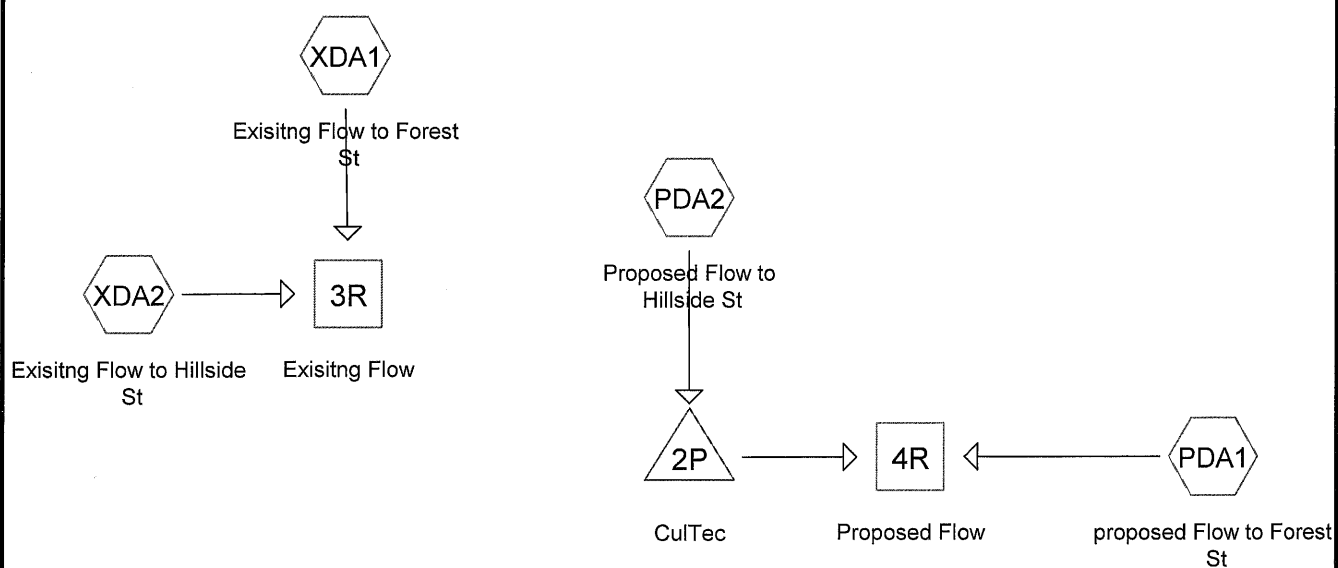 XDA1
Exisitng Flow to Forest
St
PDA2
Proposed Flow to
Hillside St
XDA2
3R
Exisitng Flow to Hillside
St
Exisitng Flow
2P
4R
PDA1
CulTec
Proposed Flow
proposed Flow to Forest
St